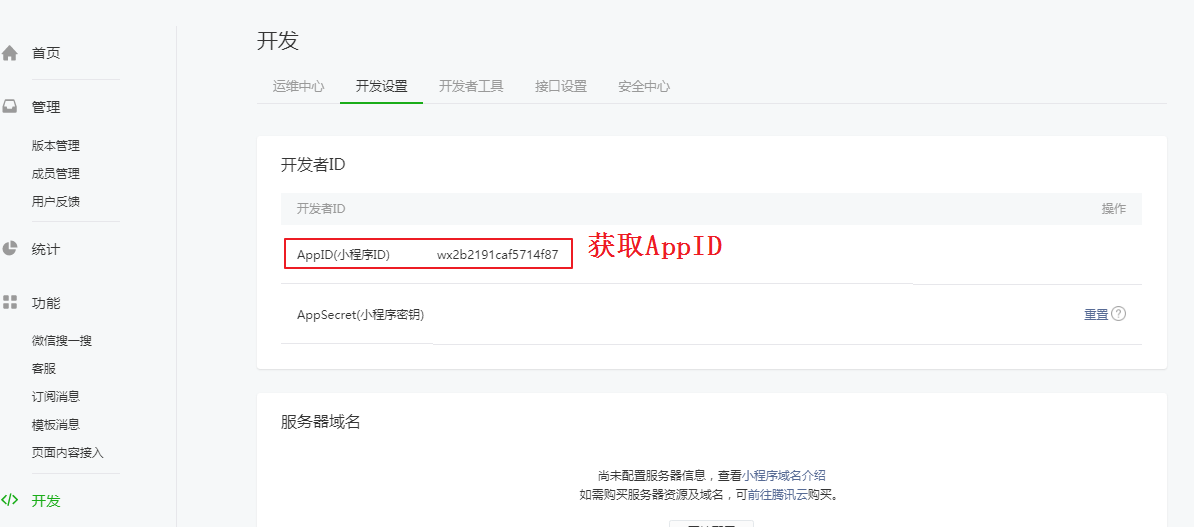 首页
管理
版本管理
成员管理
用户反馈
统计
功能
微信搜一搜
客服
订阅消息
模板消息
页面内容接入
开发
开发
运维中心 开发设置 开发者工具 接口设置 安全中心
开发者ID
开发者ID 操作
AppID(小程序ID) wx2b2191caf5714f87 获取AppID
AppSecret(小程序密钥) 重置 ?
服务器域名
尚未配置服务器信息，查看小程序域名介绍
如需购买服务器资源及域名，可前往腾讯云购买。